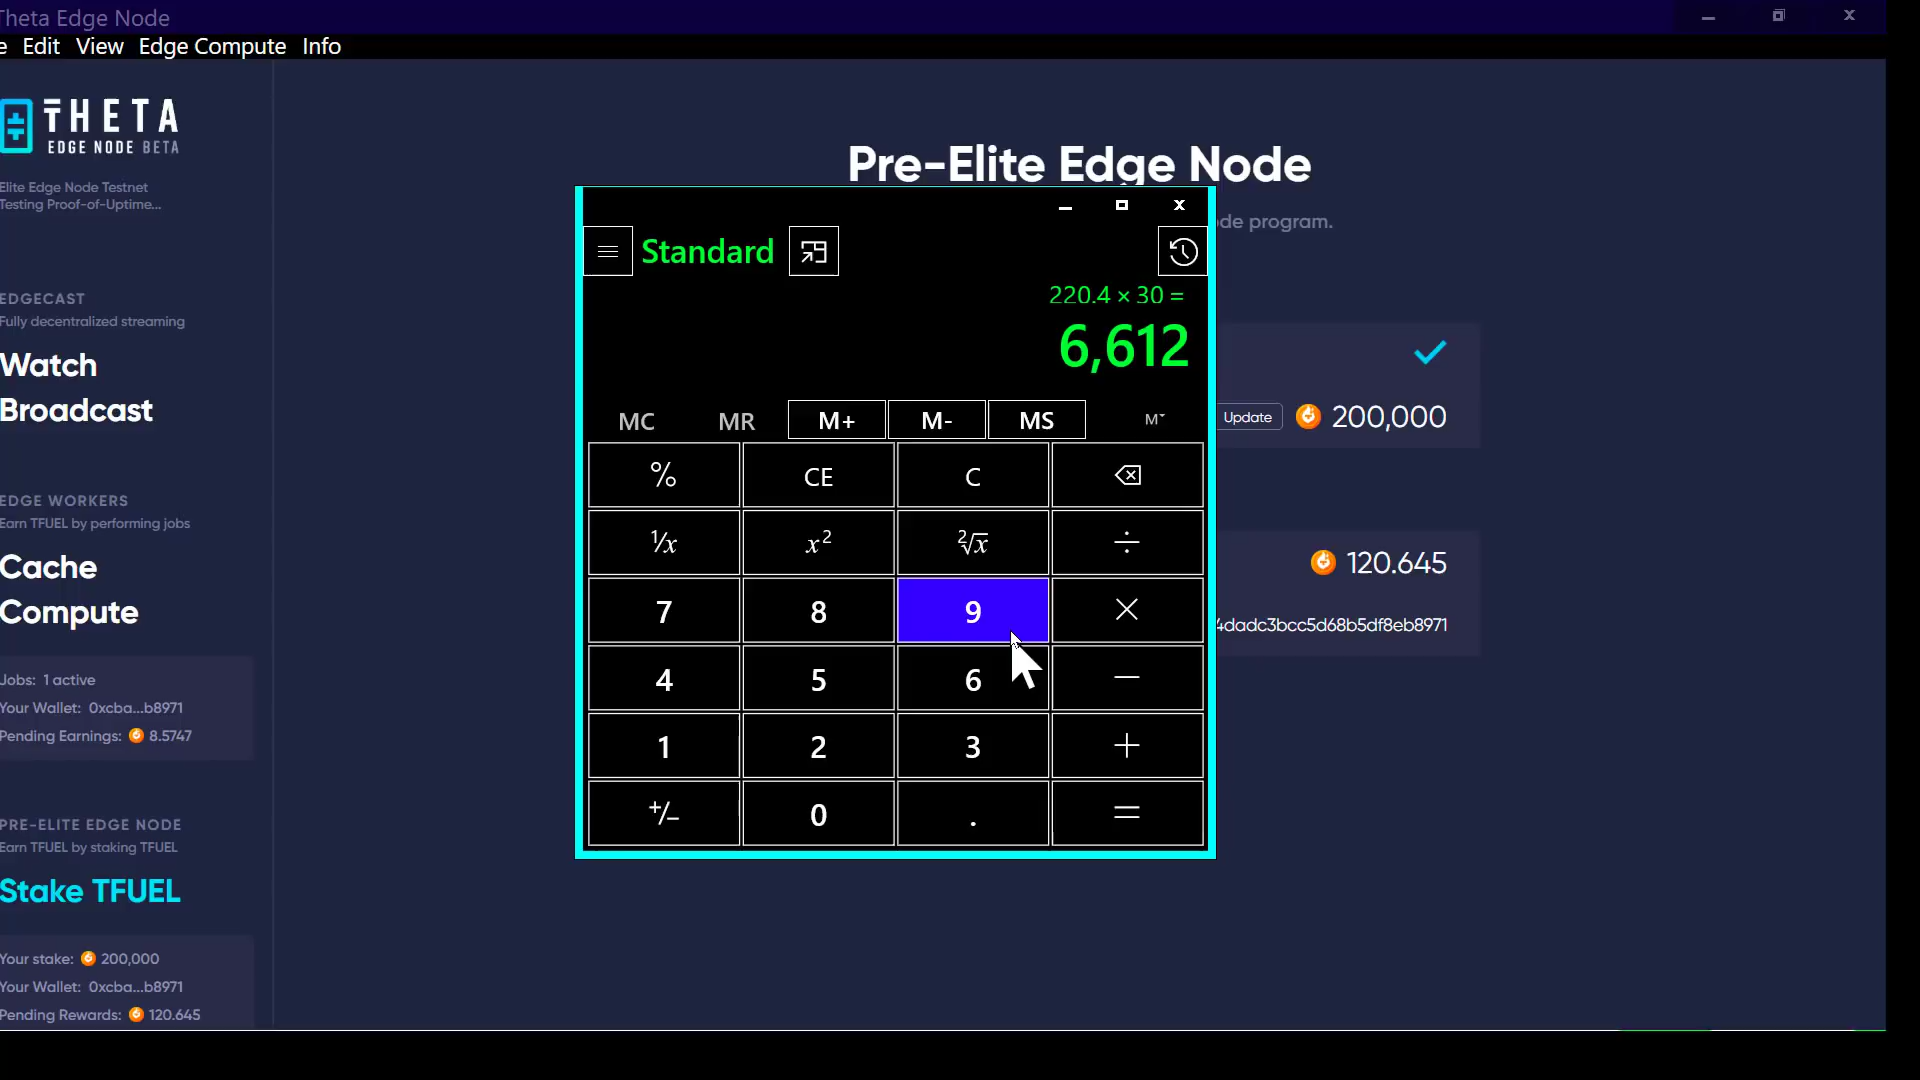 Theta Edge Node
e Edit View Edge Compute Info
THETA
EDGE NODE BETA
Elite Edge Node Testnet
Testing Proof-of-Uptime...
EDGECAST
Fully decentralized streaming
Watch
Broadcast
EDGE WORKERS
Earn TFUEL by performing jobs
Cache
Compute
Jobs: 1 active
Your Wallet: 0xcba...b8971
Pending Earnings: 8.5747
PRE-ELITE EDGE NODE
Earn TFUEL by staking TFUEL
Stake TFUEL
Your stake: 200,000
Your Wallet: 0xcba...b8971
Pending Rewards: 120.645
Pre-Elite Edge Node
de program.
Update 200,000
120.645
4dadc3bcc5d68b5df8eb8971
Standard
220.4 × 30 =
6,612
MC MR M+ M- MS M˅
% CE C
¹/x x² ²√x ÷
7 8 9 ×
4 5 6 −
1 2 3 +
+/− 0 . =